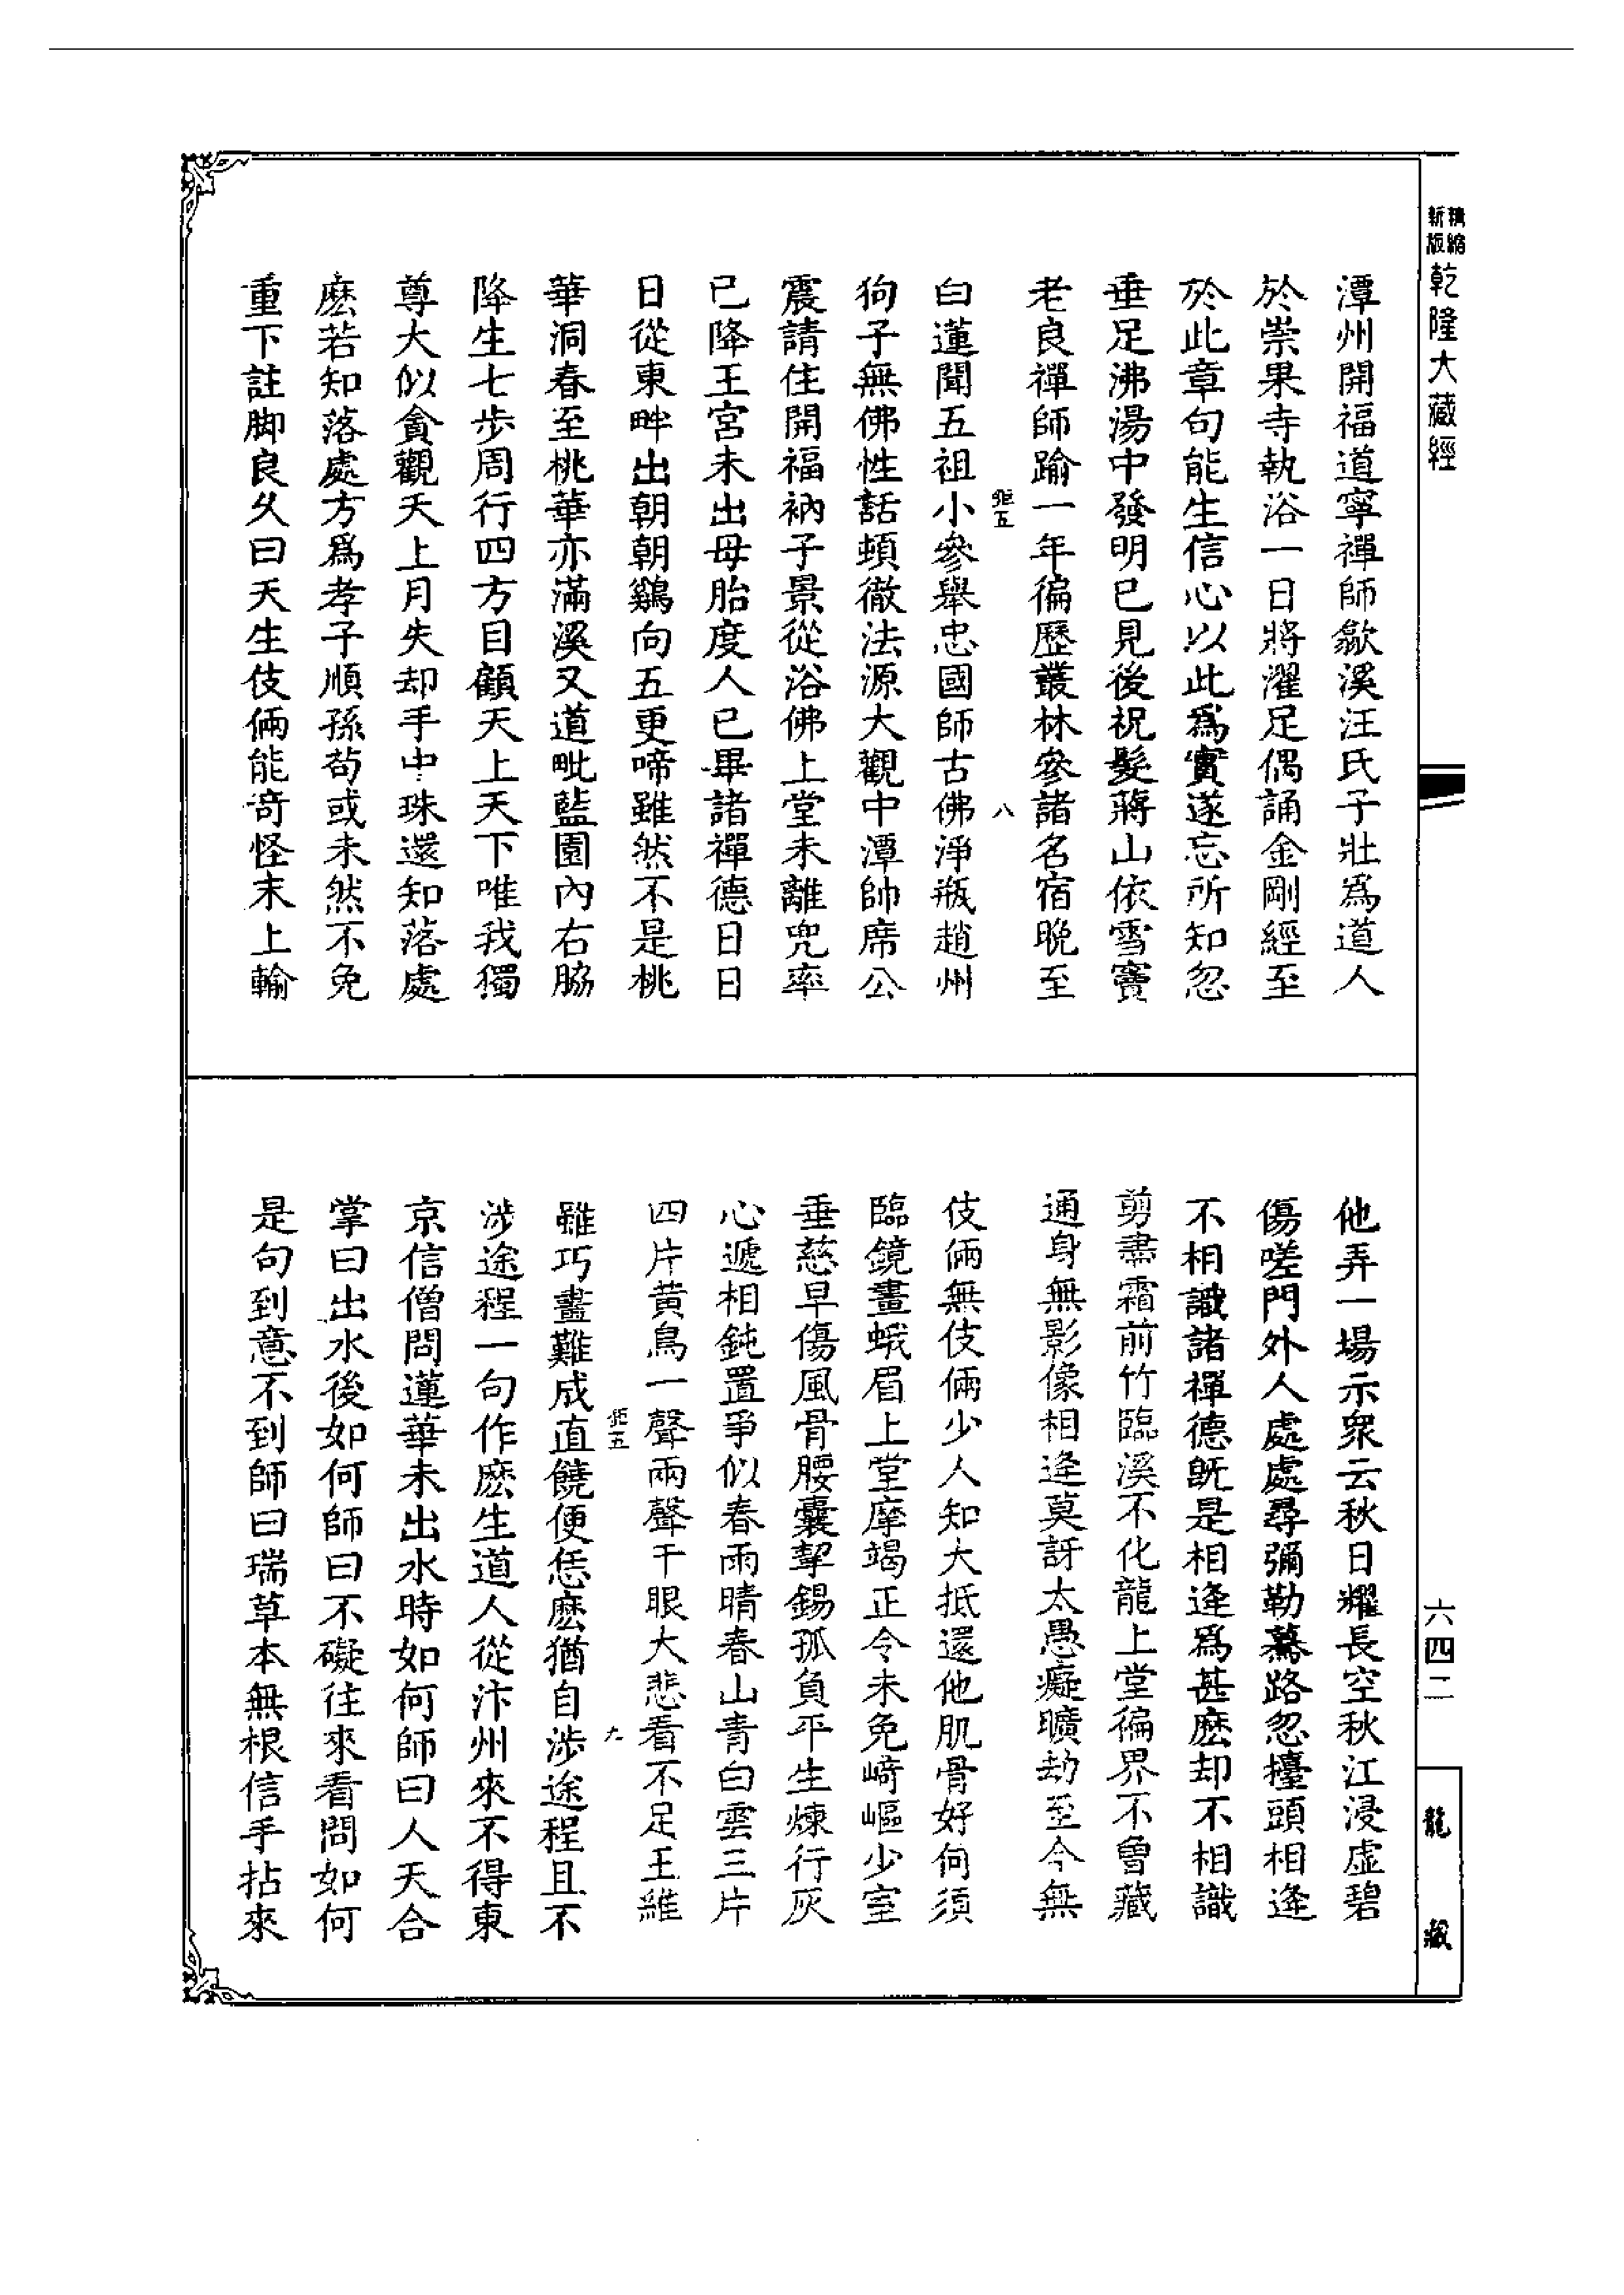 精縮新版乾隆大藏經
潭州開福道寧禪師歙溪汪氏子壯爲道人
於崇果寺執浴一日將濯足偶誦金剛經至
於此章句能生信心以此爲實遂忘所知忽
垂足沸湯中發明已見後祝髮蔣山依雪竇
老良禪師踰一年徧歷叢林參諸名宿晚至
鉅五 八
白蓮聞五祖小參舉忠國師古佛淨瓶趙州
狗子無佛性話頓徹法源大觀中潭帥席公
震請住開福衲子景從浴佛上堂未離兜率
已降王宮未出母胎度人已畢諸禪德日日
日從東畔出朝朝鷄向五更啼雖然不是桃
華洞春至桃華亦滿溪又道毗藍園內右脇
降生七步周行四方目顧天上天下唯我獨
尊大似貪觀天上月失却手中珠還知落處
麽若知落處方爲孝子順孫苟或未然不免
重下註脚良久曰天生伎倆能奇怪末上輸
他弄一場示衆云秋日耀長空秋江浸虛碧
傷嗟門外人處處尋彌勒驀路忽擡頭相逢
不相識諸禪德旣是相逢爲甚麽却不相識
剪盡霜前竹臨溪不化龍上堂徧界不曾藏
通身無影像相逢莫訝太愚癡曠劫至今無
伎倆無伎倆少人知大抵還他肌骨好何須
臨鏡畫蛾眉上堂摩竭正令未免崎嶇少室
垂慈早傷風骨腰囊挈錫孤負平生煉行灰
心遞相鈍置爭似春雨晴春山青白雲三片
四片黃鳥一聲兩聲千眼大悲看不足王維
鉅五 九
雖巧畫難成直饒便恁麽猶自涉途程且不
涉途程一句作麽生道人從汴州來不得東
京信僧問蓮華未出水時如何師曰人天合
掌曰出水後如何師曰不礙往來看問如何
是句到意不到師曰瑞草本無根信手拈來
六四二
龍藏